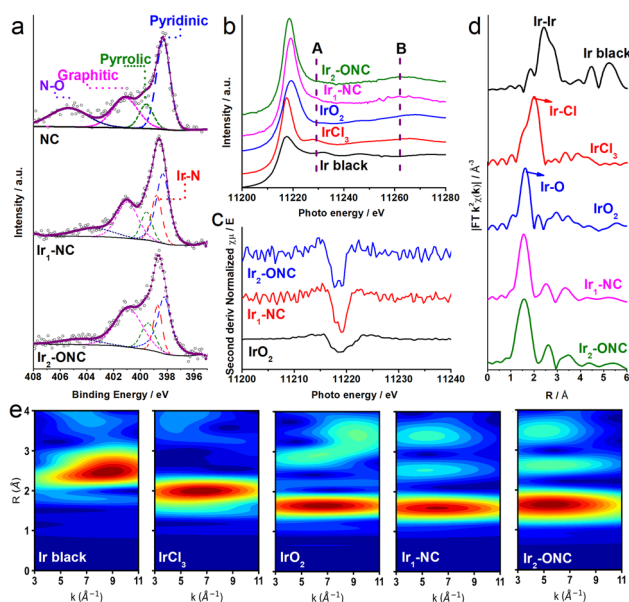 a
Pyridinic
Pyrrolic
Graphitic
N-O
NC
Ir-N
Ir₁-NC
Ir₂-ONC
Intensity / a.u.
408 406 404 402 400 398 396
Binding Energy / eV
b
A
B
Ir₂-ONC
Ir₁-NC
IrO₂
IrCl₃
Ir black
Intensity / a.u.
11200 11220 11240 11260 11280
Photo energy / eV
c
Ir₂-ONC
Ir₁-NC
IrO₂
Second deriv Normalized χμ / E
11200 11210 11220 11230 11240
Photo energy / eV
d
Ir-Ir
Ir black
Ir-Cl
IrCl₃
Ir-O
IrO₂
Ir₁-NC
Ir₂-ONC
|FT k²χ(k)| / Å⁻³
0 1 2 3 4 5 6
R / Å
e
R (Å)
4
3
2
1
0
Ir black
IrCl₃
IrO₂
Ir₁-NC
Ir₂-ONC
3 5 7 9 11
3 5 7 9 11
3 5 7 9 11
3 5 7 9 11
3 5 7 9 11
k (Å⁻¹)
k (Å⁻¹)
k (Å⁻¹)
k (Å⁻¹)
k (Å⁻¹)